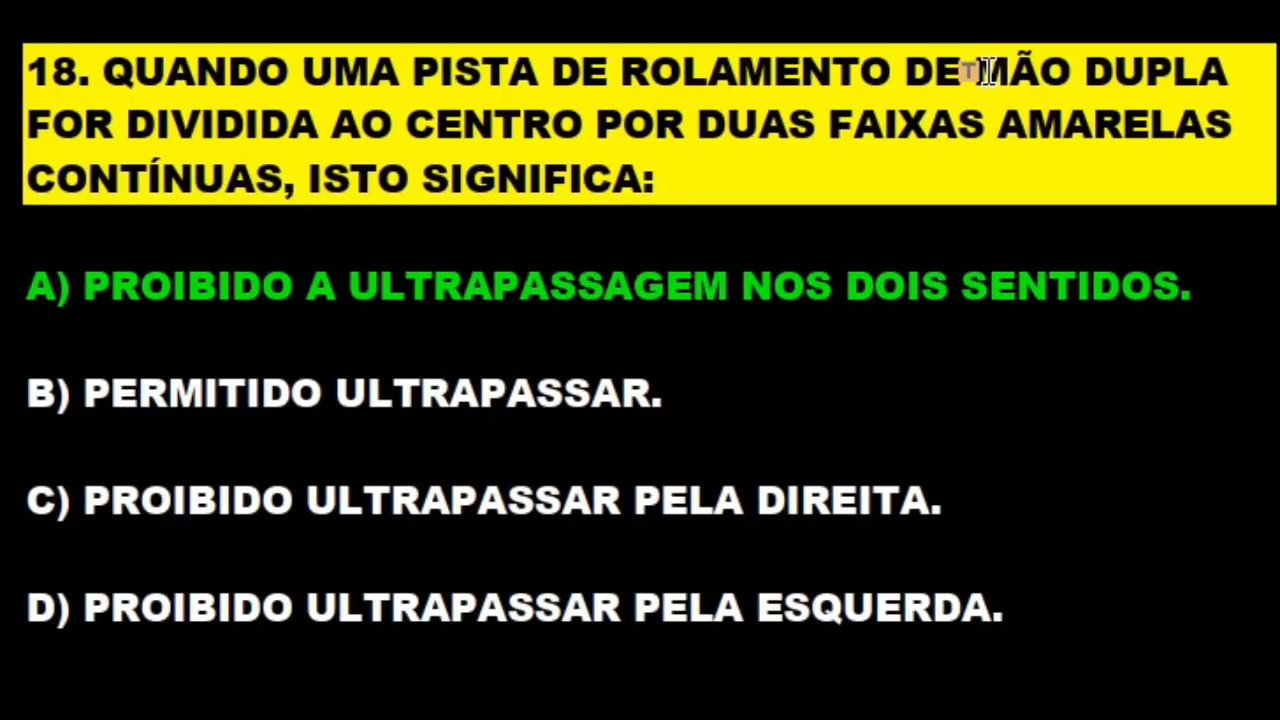 18. QUANDO UMA PISTA DE ROLAMENTO DE MÃO DUPLA
FOR DIVIDIDA AO CENTRO POR DUAS FAIXAS AMARELAS
CONTÍNUAS, ISTO SIGNIFICA:
A) PROIBIDO A ULTRAPASSAGEM NOS DOIS SENTIDOS.
B) PERMITIDO ULTRAPASSAR.
C) PROIBIDO ULTRAPASSAR PELA DIREITA.
D) PROIBIDO ULTRAPASSAR PELA ESQUERDA.